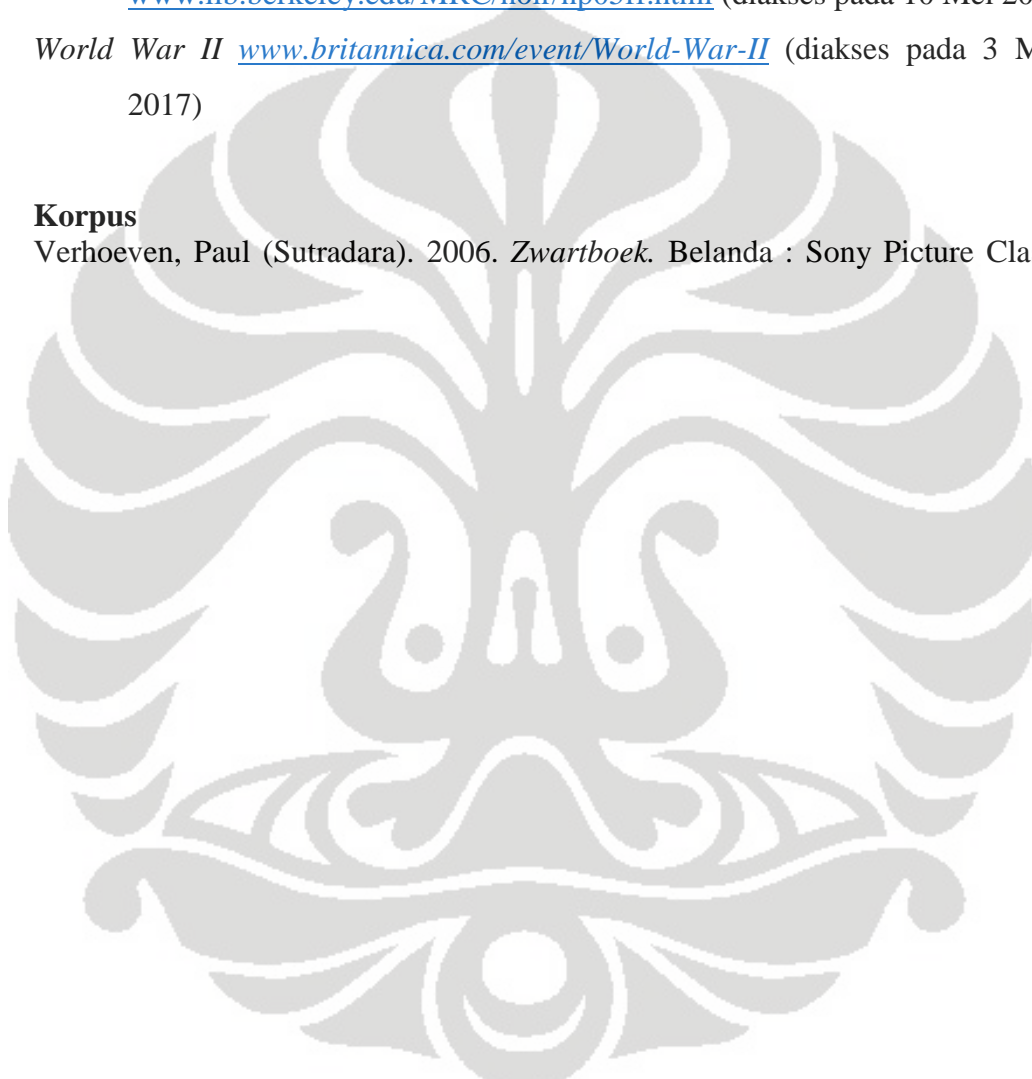 (diakses pada 10 Mei 20
World War II www.britannica.com/event/World-War-II (diakses pada 3 M
2017)
Korpus
Verhoeven, Paul (Sutradara). 2006. Zwartboek. Belanda : Sony Picture Cla